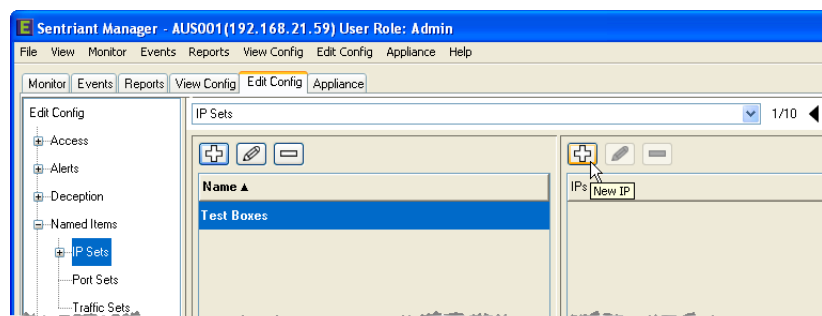 E Sentriant Manager - AUS001(192.168.21.59) User Role: Admin
File View Monitor Events Reports View Config Edit Config Appliance Help
Monitor Events Reports View Config Edit Config Appliance
Edit Config
IP Sets 1/10
Access
Alerts
Deception
Named Items
IP Sets
Port Sets
Traffic Sets
Name
Test Boxes
IPs
New IP